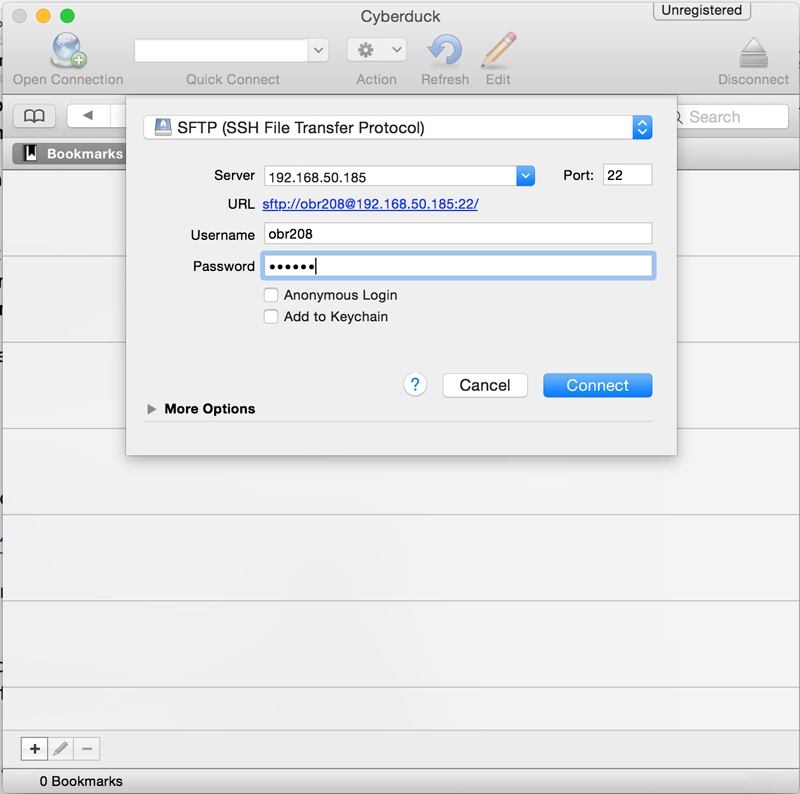 Cyberduck
Unregistered
Open Connection
Quick Connect
Action
Refresh
Edit
Disconnect
Search
Bookmarks
SFTP (SSH File Transfer Protocol)
Server 192.168.50.185 Port: 22
URL sftp://obr208@192.168.50.185:22/
Username obr208
Password ••••••
Anonymous Login
Add to Keychain
? Cancel Connect
More Options
0 Bookmarks